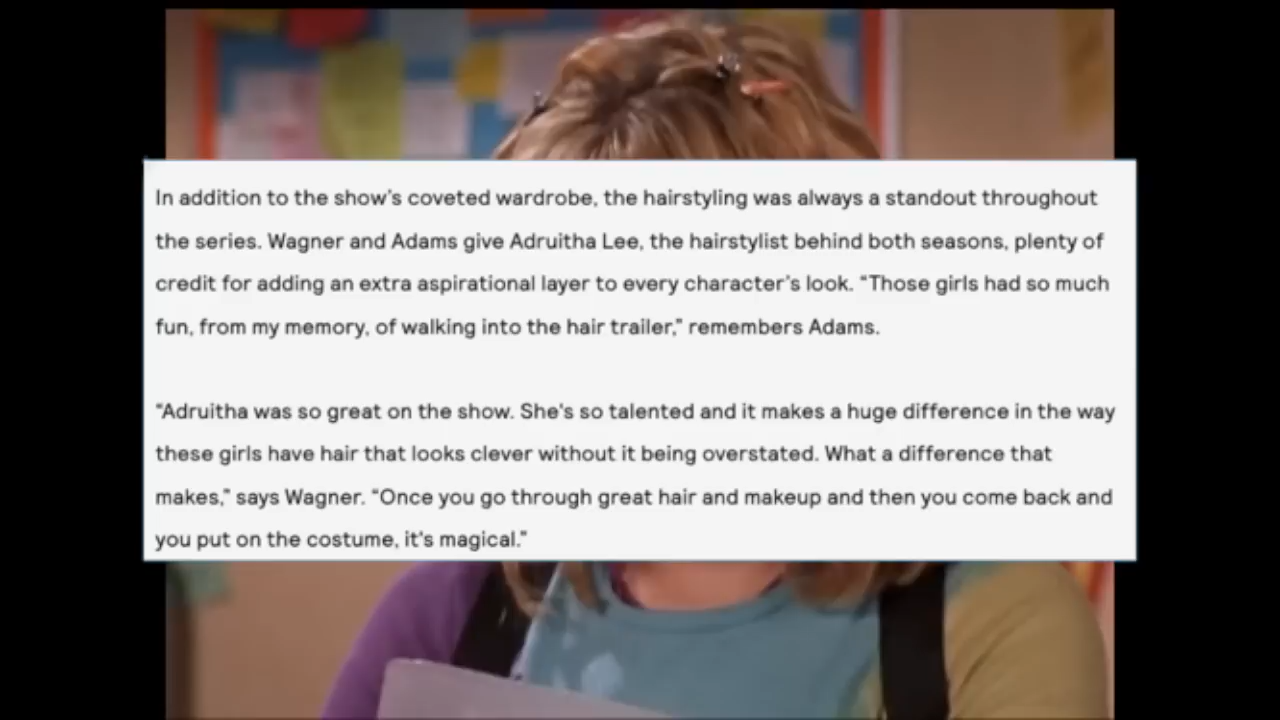 In addition to the show's coveted wardrobe, the hairstyling was always a standout throughout
the series. Wagner and Adams give Adruitha Lee, the hairstylist behind both seasons, plenty of
credit for adding an extra aspirational layer to every character's look. “Those girls had so much
fun, from my memory, of walking into the hair trailer,” remembers Adams.
“Adruitha was so great on the show. She's so talented and it makes a huge difference in the way
these girls have hair that looks clever without it being overstated. What a difference that
makes,” says Wagner. “Once you go through great hair and makeup and then you come back and
you put on the costume, it's magical.”